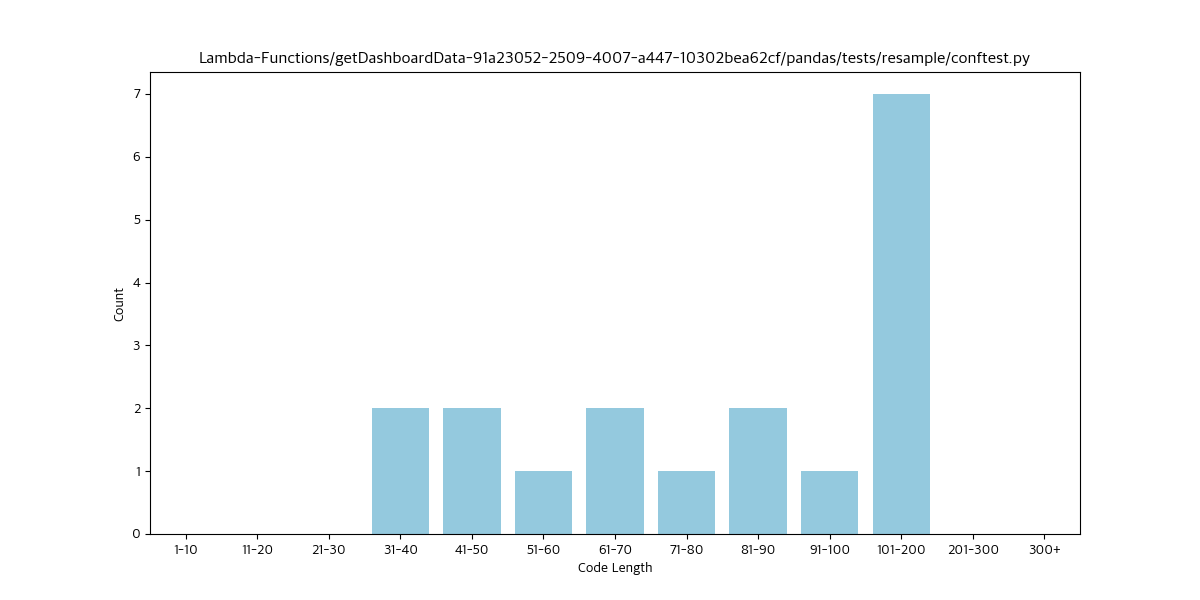 Lambda-Functions/getDashboardData-91a23052-2509-4007-a447-10302bea62cf/pandas/tests/resample/conftest.py
7
6
5
4
3
2
1
0
Count
1-10 11-20 21-30 31-40 41-50 51-60 61-70 71-80 81-90 91-100 101-200 201-300 300+
Code Length